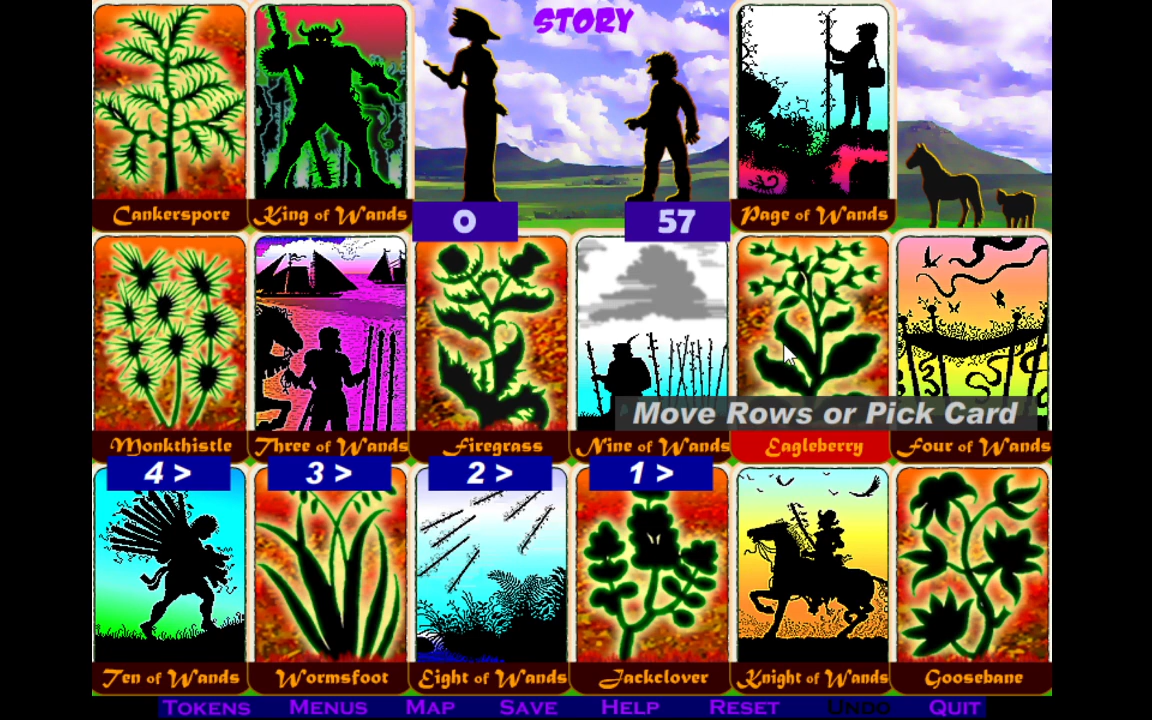 STORY
Cankerspore
King of Wands
0
57
Page of Wands
Move Rows or Pick Card
Monkthistle
Three of Wands
Firegrass
Nine of Wands
Eagleberry
Four of Wands
4 >
3 >
2 >
1 >
Ten of Wands
Wormsfoot
Eight of Wands
Jackclover
Knight of Wands
Goosebane
TOKENS MENUS MAP SAVE HELP RESET UNDO QUIT